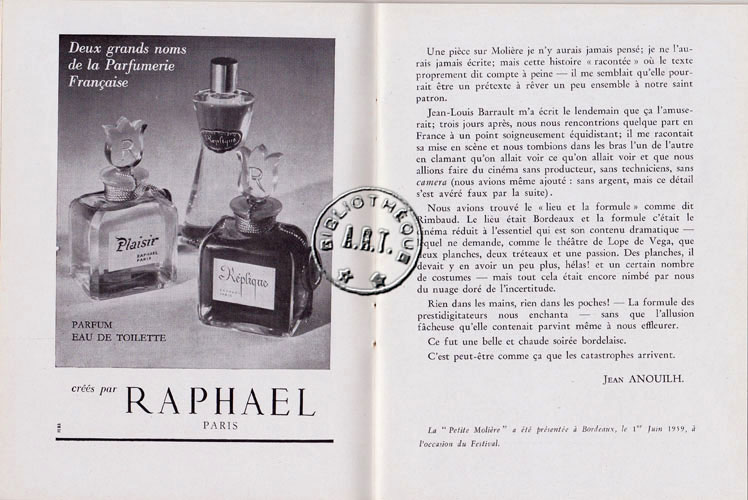 Deux grands noms
de la Parfumerie
Française
Réplique
R
R
Plaisir
RAPHAEL
PARIS
Réplique
RAPHAEL
PARIS
PARFUM
EAU DE TOILETTE
créés par
RAPHAEL
PARIS
BIBLIOTHÈQUE
A.R.T.
Une pièce sur Molière je n'y aurais jamais pensé; je ne l'au-
rais jamais écrite; mais cette histoire « racontée » où le texte
proprement dit compte à peine — il me semblait qu'elle pour-
rait être un prétexte à rêver un peu ensemble à notre saint
patron.
Jean-Louis Barrault m'a écrit le lendemain que ça l'amuse-
rait; trois jours après, nous nous rencontrions quelque part en
France à un point soigneusement équidistant; il me racontait
sa mise en scène et nous tombions dans les bras l'un de l'autre
en clamant qu'on allait voir ce qu'on allait voir et que nous
allions faire du cinéma sans producteur, sans techniciens, sans
camera (nous avions même ajouté : sans argent, mais ce détail
s'est avéré faux par la suite).
Nous avions trouvé le « lieu et la formule » comme dit
Rimbaud. Le lieu était Bordeaux et la formule c'était le
cinéma réduit à l'essentiel qui est son contenu dramatique —
lequel ne demande, comme le théâtre de Lope de Vega, que
deux planches, deux tréteaux et une passion. Des planches, il
devait y en avoir un peu plus, hélas! et un certain nombre
de costumes — mais tout cela était encore nimbé par nous
du nuage doré de l'incertitude.
Rien dans les mains, rien dans les poches! — La formule des
prestidigitateurs nous enchanta — sans que l'allusion
fâcheuse qu'elle contenait parvint même à nous effleurer.
Ce fut une belle et chaude soirée bordelaise.
C'est peut-être comme ça que les catastrophes arrivent.
JEAN ANOUILH.
La "Petite Molière" a été présentée à Bordeaux, le 1er Juin 1959, à
l'occasion du Festival.